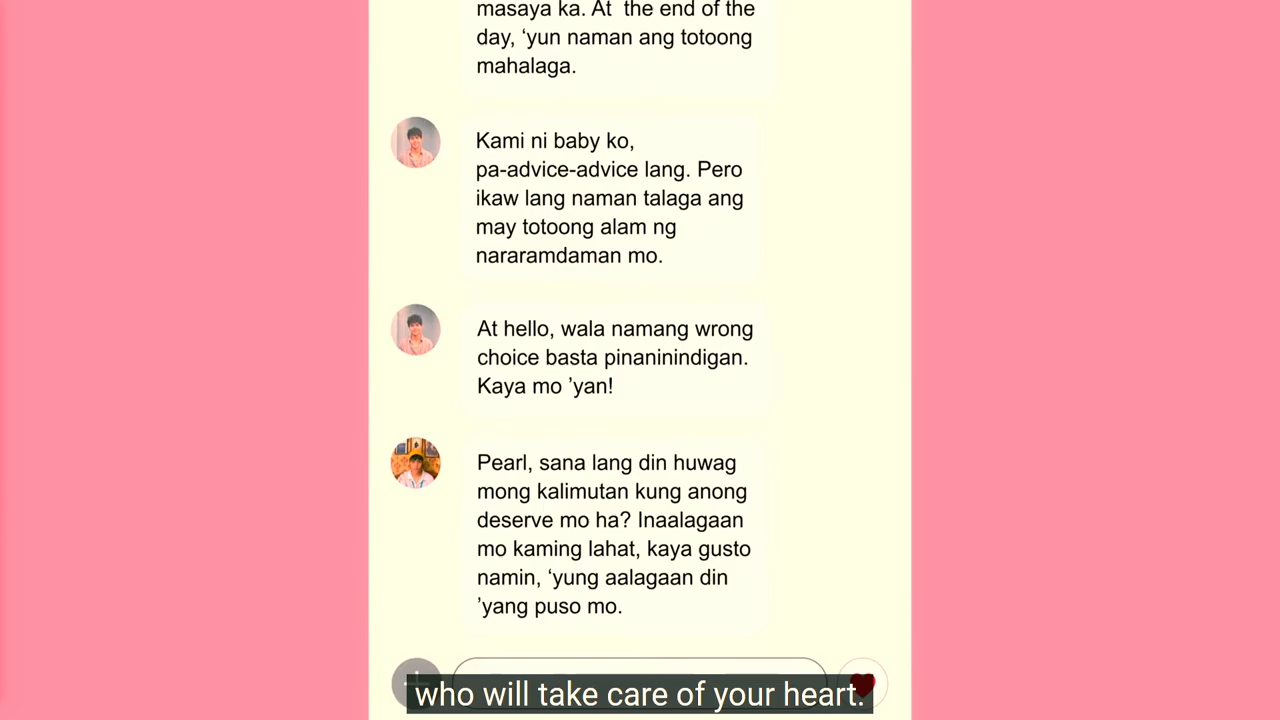 masaya ka. At  the end of the
day, ‘yun naman ang totoong
mahalaga.
Kami ni baby ko,
pa-advice-advice lang. Pero
ikaw lang naman talaga ang
may totoong alam ng
nararamdaman mo.
At hello, wala namang wrong
choice basta pinaninindigan.
Kaya mo ’yan!
Pearl, sana lang din huwag
mong kalimutan kung anong
deserve mo ha? Inaalagaan
mo kaming lahat, kaya gusto
namin, ‘yung aalagaan din
’yang puso mo.
who will take care of your heart.